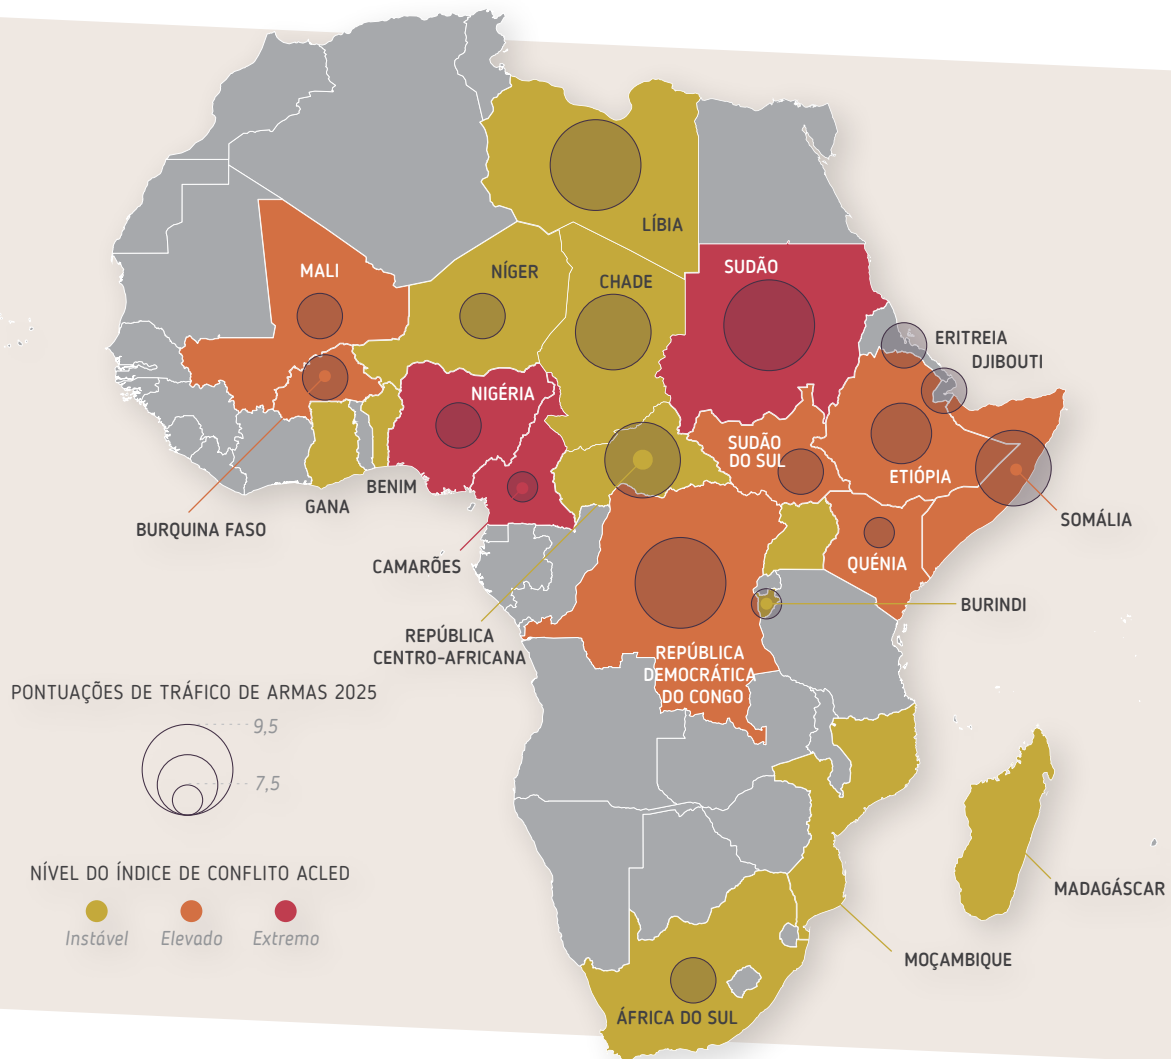 LÍBIA
MALI
NÍGER
CHADE
SUDÃO
ERITREIA
DJIBOUTI
NIGÉRIA
SUDÃO
DO SUL
ETIÓPIA
BENIM
GANA
BURQUINA FASO
SOMÁLIA
CAMARÕES
QUÉNIA
BURINDI
REPÚBLICA
CENTRO-AFRICANA
REPÚBLICA
DEMOCRÁTICA
DO CONGO
PONTUAÇÕES DE TRÁFICO DE ARMAS 2025
9,5
7,5
NÍVEL DO ÍNDICE DE CONFLITO ACLED
Instável Elevado Extremo
MADAGÁSCAR
MOÇAMBIQUE
ÁFRICA DO SUL